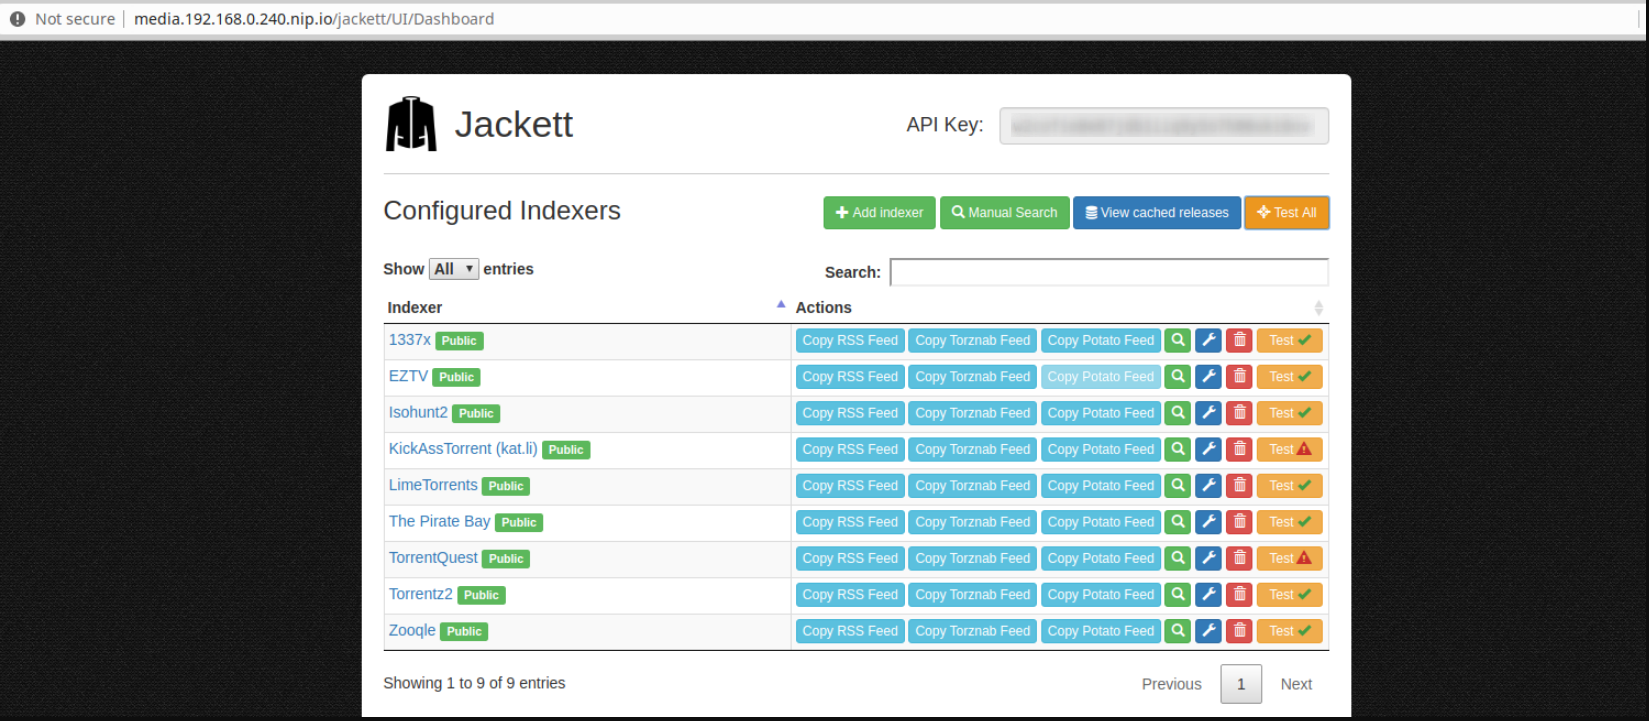 Not secure media.192.168.0.240.nip.io/jackett/UI/Dashboard
Jackett API Key:
Configured Indexers Add indexer Manual Search View cached releases Test All
Show All entries Search:
Indexer Actions
1337x Public Copy RSS Feed Copy Torznab Feed Copy Potato Feed Test
EZTV Public Copy RSS Feed Copy Torznab Feed Copy Potato Feed Test
Isohunt2 Public Copy RSS Feed Copy Torznab Feed Copy Potato Feed Test
KickAssTorrent (kat.li) Public Copy RSS Feed Copy Torznab Feed Copy Potato Feed Test
LimeTorrents Public Copy RSS Feed Copy Torznab Feed Copy Potato Feed Test
The Pirate Bay Public Copy RSS Feed Copy Torznab Feed Copy Potato Feed Test
TorrentQuest Public Copy RSS Feed Copy Torznab Feed Copy Potato Feed Test
Torrentz2 Public Copy RSS Feed Copy Torznab Feed Copy Potato Feed Test
Zooqle Public Copy RSS Feed Copy Torznab Feed Copy Potato Feed Test
Showing 1 to 9 of 9 entries Previous 1 Next